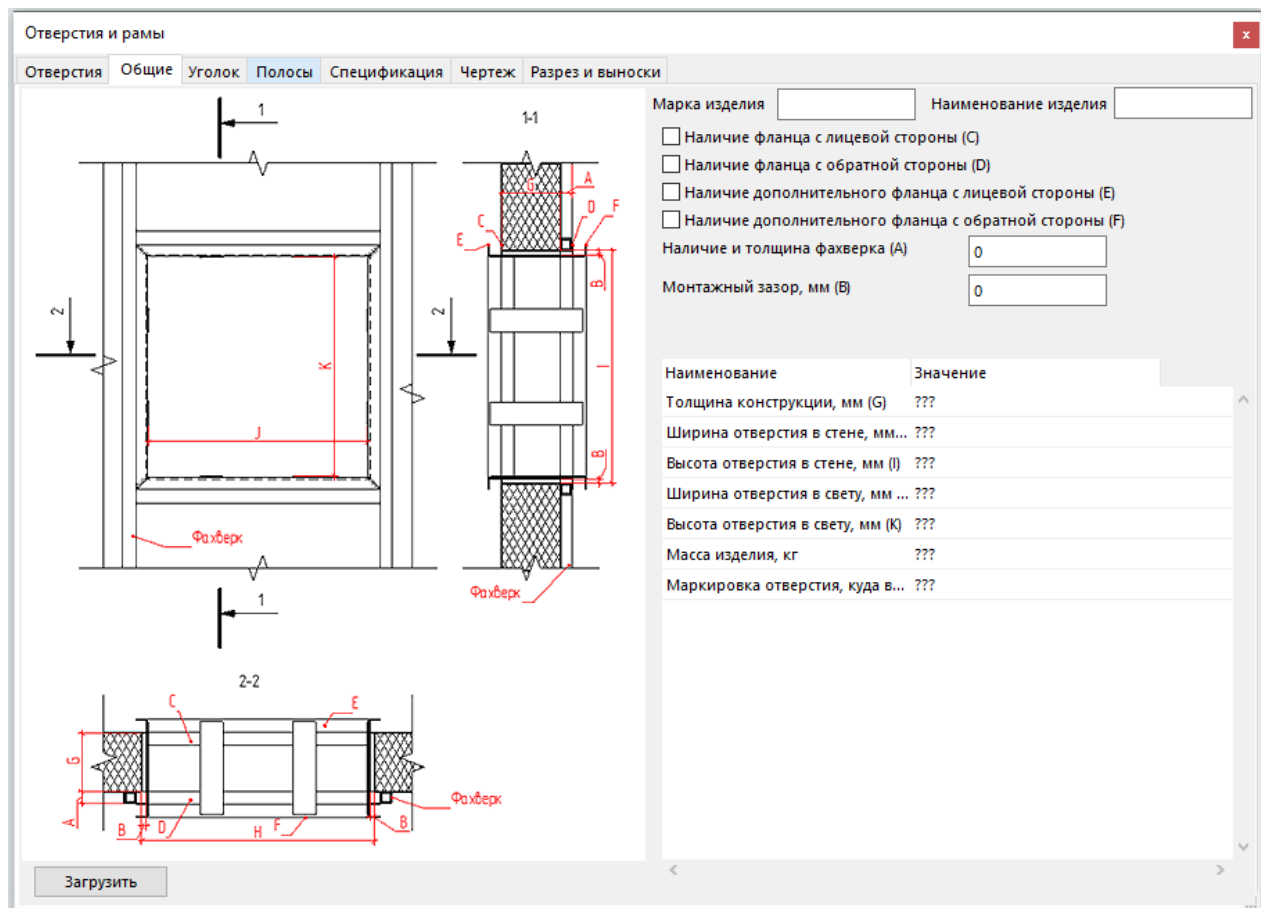 Отверстия и рамы
x
Отверстия Общие Уголок Полосы Спецификация Чертеж Разрез и выноски
Марка изделия Наименование изделия
Наличие фланца с лицевой стороны (C)
Наличие фланца с обратной стороны (D)
Наличие дополнительного фланца с лицевой стороны (E)
Наличие дополнительного фланца с обратной стороны (F)
Наличие и толщина фахверка (A) 0
Монтажный зазор, мм (B) 0
Наименование Значение
Толщина конструкции, мм (G) ???
Ширина отверстия в стене, мм... ???
Высота отверстия в стене, мм (I) ???
Ширина отверстия в свету, мм ... ???
Высота отверстия в свету, мм (K) ???
Масса изделия, кг ???
Маркировка отверстия, куда в... ???
1
1-1
G
A
C
D
F
E
B
2
2
K
I
J
B
Фахверк
Фахверк
1
2-2
C
E
G
Фахверк
A
B
D
H
F
B
Загрузить